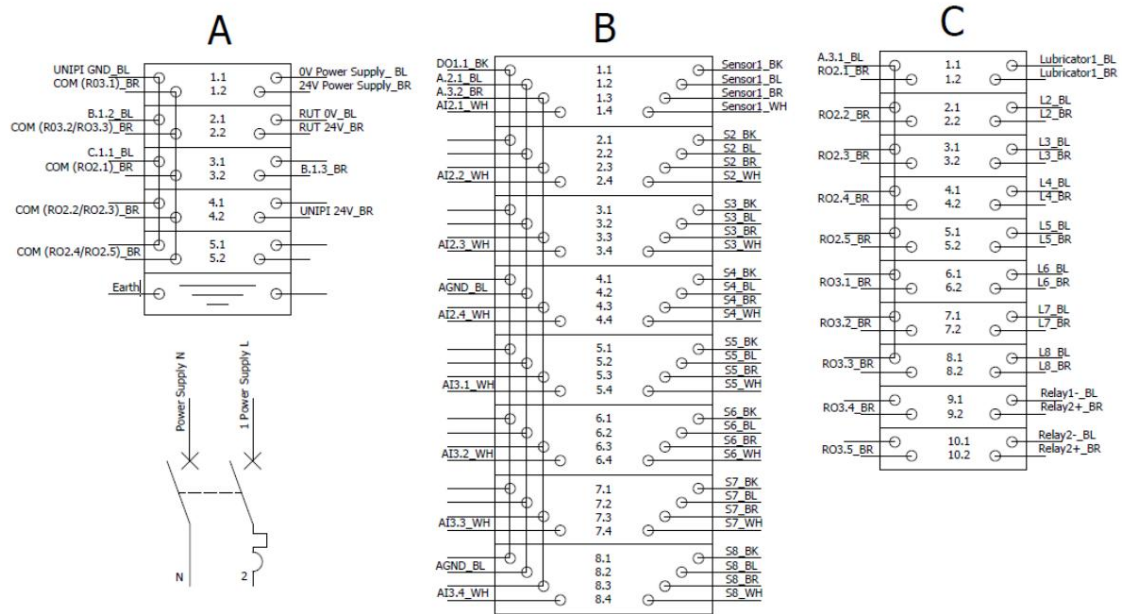 A
UNIPI GND_BL 1.1 0V Power Supply_ BL
COM (R03.1)_BR 1.2 24V Power Supply_BR
B.1.2_BL 2.1 RUT 0V_BL
COM (R03.2/RO3.3)_BR 2.2 RUT 24V_BR
C.1.1_BL 3.1
COM (RO2.1)_BR 3.2 B.1.3_BR
4.1
COM (RO2.2/RO2.3)_BR 4.2 UNIPI 24V_BR
5.1
COM (RO2.4/RO2.5)_BR 5.2
Earth
Power Supply N
1 Power Supply L
N 2
B
DO1.1_BK 1.1 Sensor1_BK
A.2.1_BL 1.2 Sensor1_BL
A.3.2_BR 1.3 Sensor1_BR
AI2.1_WH 1.4 Sensor1_WH
2.1 S2_BK
2.2 S2_BL
2.3 S2_BR
AI2.2_WH 2.4 S2_WH
3.1 S3_BK
3.2 S3_BL
3.3 S3_BR
AI2.3_WH 3.4 S3_WH
4.1 S4_BK
AGND_BL 4.2 S4_BL
4.3 S4_BR
AI2.4_WH 4.4 S4_WH
5.1 S5_BK
5.2 S5_BL
5.3 S5_BR
AI3.1_WH 5.4 S5_WH
6.1 S6_BK
6.2 S6_BL
6.3 S6_BR
AI3.2_WH 6.4 S6_WH
7.1 S7_BK
7.2 S7_BL
7.3 S7_BR
AI3.3_WH 7.4 S7_WH
8.1 S8_BK
AGND_BL 8.2 S8_BL
8.3 S8_BR
AI3.4_WH 8.4 S8_WH
C
A.3.1_BL 1.1 Lubricator1_BL
RO2.1_BR 1.2 Lubricator1_BR
2.1 L2_BL
RO2.2_BR 2.2 L2_BR
3.1 L3_BL
RO2.3_BR 3.2 L3_BR
4.1 L4_BL
RO2.4_BR 4.2 L4_BR
5.1 L5_BL
RO2.5_BR 5.2 L5_BR
6.1 L6_BL
RO3.1_BR 6.2 L6_BR
7.1 L7_BL
RO3.2_BR 7.2 L7_BR
8.1 L8_BL
RO3.3_BR 8.2 L8_BR
9.1 Relay1-_BL
RO3.4_BR 9.2 Relay2+_BR
10.1 Relay2-_BL
RO3.5_BR 10.2 Relay2+_BR